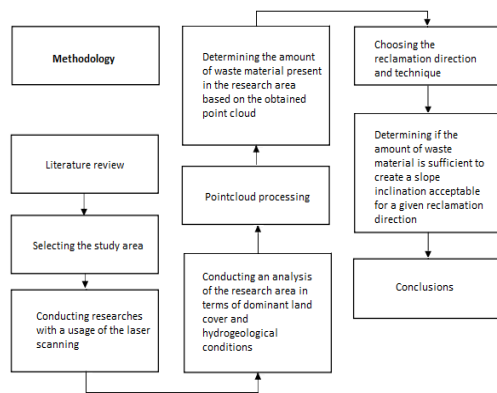 Methodology
Literature review
Selecting the study area
Conducting researches
with a usage of the laser
scanning
Conducting an analysis
of the research area in
terms of dominant land
cover and
hydrogeological
conditions
Pointcloud processing
Determining the amount
of waste material present
in the research area
based on the obtained
point cloud
Choosing the
reclamation direction
and technique
Determining if the
amount of waste
material is sufficient to
create a slope
inclination acceptable
for a given reclamation
direction
Conclusions